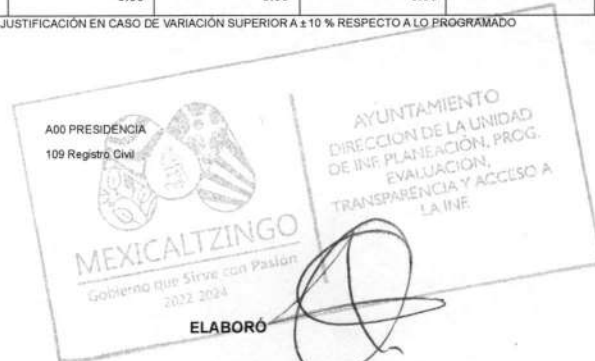 JUSTIFICACIÓN EN CASO DE VARIACIÓN SUPERIOR A ± 10 % RESPECTO A LO PROGRAMADO
A00 PRESIDENCIA
109 Registro Civil
MEXICALTZINGO
Gobierno que Sirve con Pasión
2022 2024
AYUNTAMIENTO
DIRECCION DE LA UNIDAD
DE INF. PLANEACIÓN, PROG.
EVALUACIÓN,
TRANSPARENCIA Y ACCESO A
LA INF.
ELABORÓ